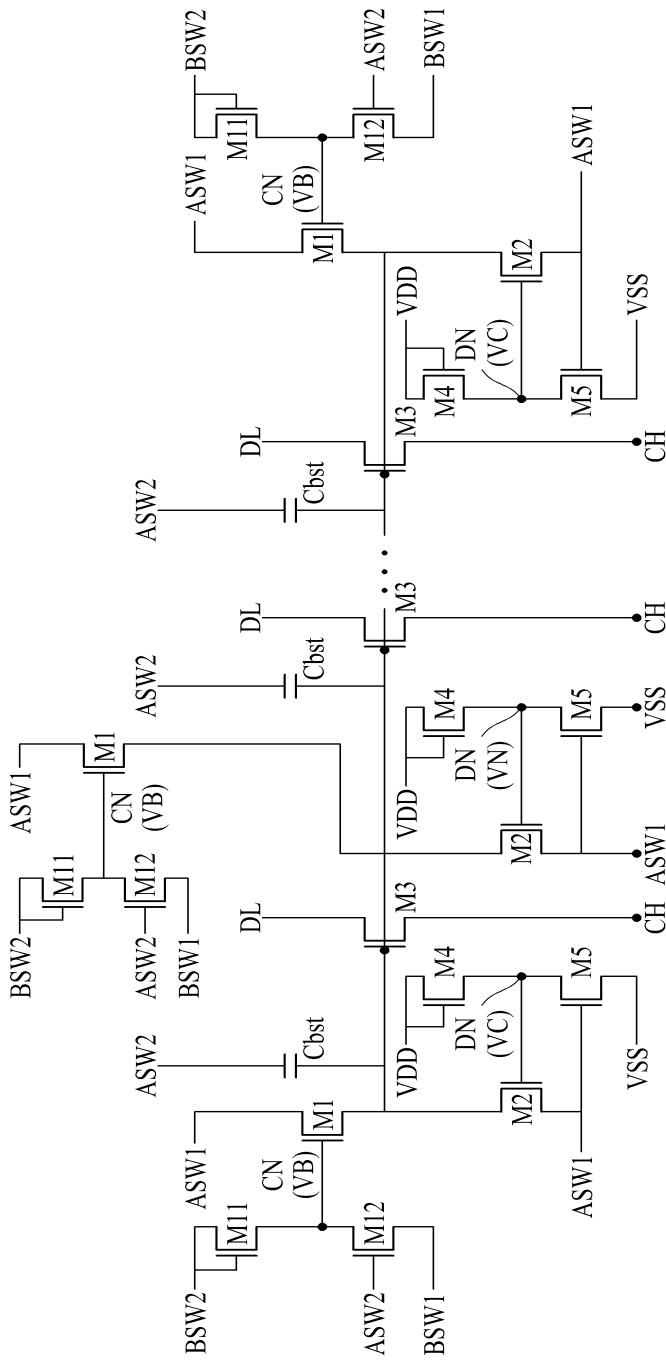 BSW2
ASW1
M11
M1
CN
(VB)
M12
ASW2
BSW1
ASW2
ASW2
ASW2
BSW2
ASW1
M11
M1
CN
(VB)
M12
ASW2
BSW1
Cbst
DL
M3
Cbst
DL
M3
...
Cbst
DL
M3
ASW1
BSW2
M11
M1
CN
(VB)
M12
ASW2
BSW1
VDD
M4
DN
(VC)
M2
M5
ASW1
VSS
CH
VDD
M4
DN
(VN)
M2
M5
ASW1
VSS
CH
CH
VDD
M4
DN
(VC)
M2
M5
VSS
ASW1